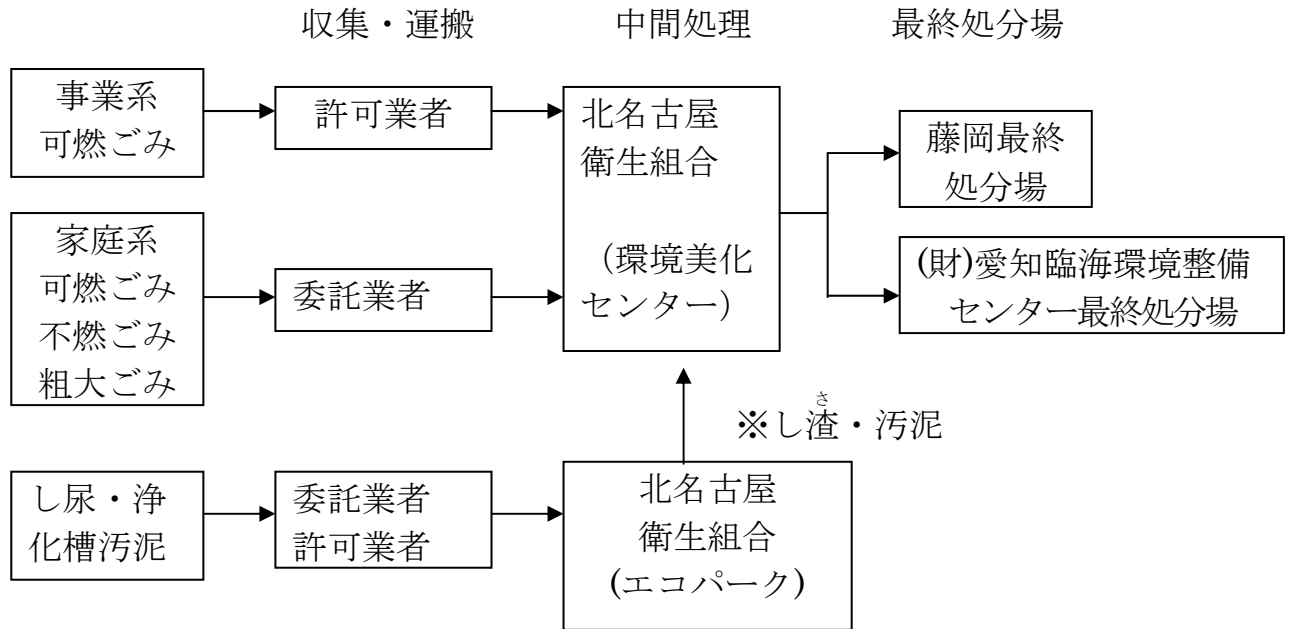 収集・運搬
中間処理
最終処分場
事業系
可燃ごみ
許可業者
北名古屋
衛生組合
（環境美化
センター）
藤岡最終
処分場
家庭系
可燃ごみ
不燃ごみ
粗大ごみ
委託業者
(財)愛知臨海環境整備
センター最終処分場
さ
※し渣・汚泥
し尿・浄
化槽汚泥
委託業者
許可業者
北名古屋
衛生組合
(エコパーク)